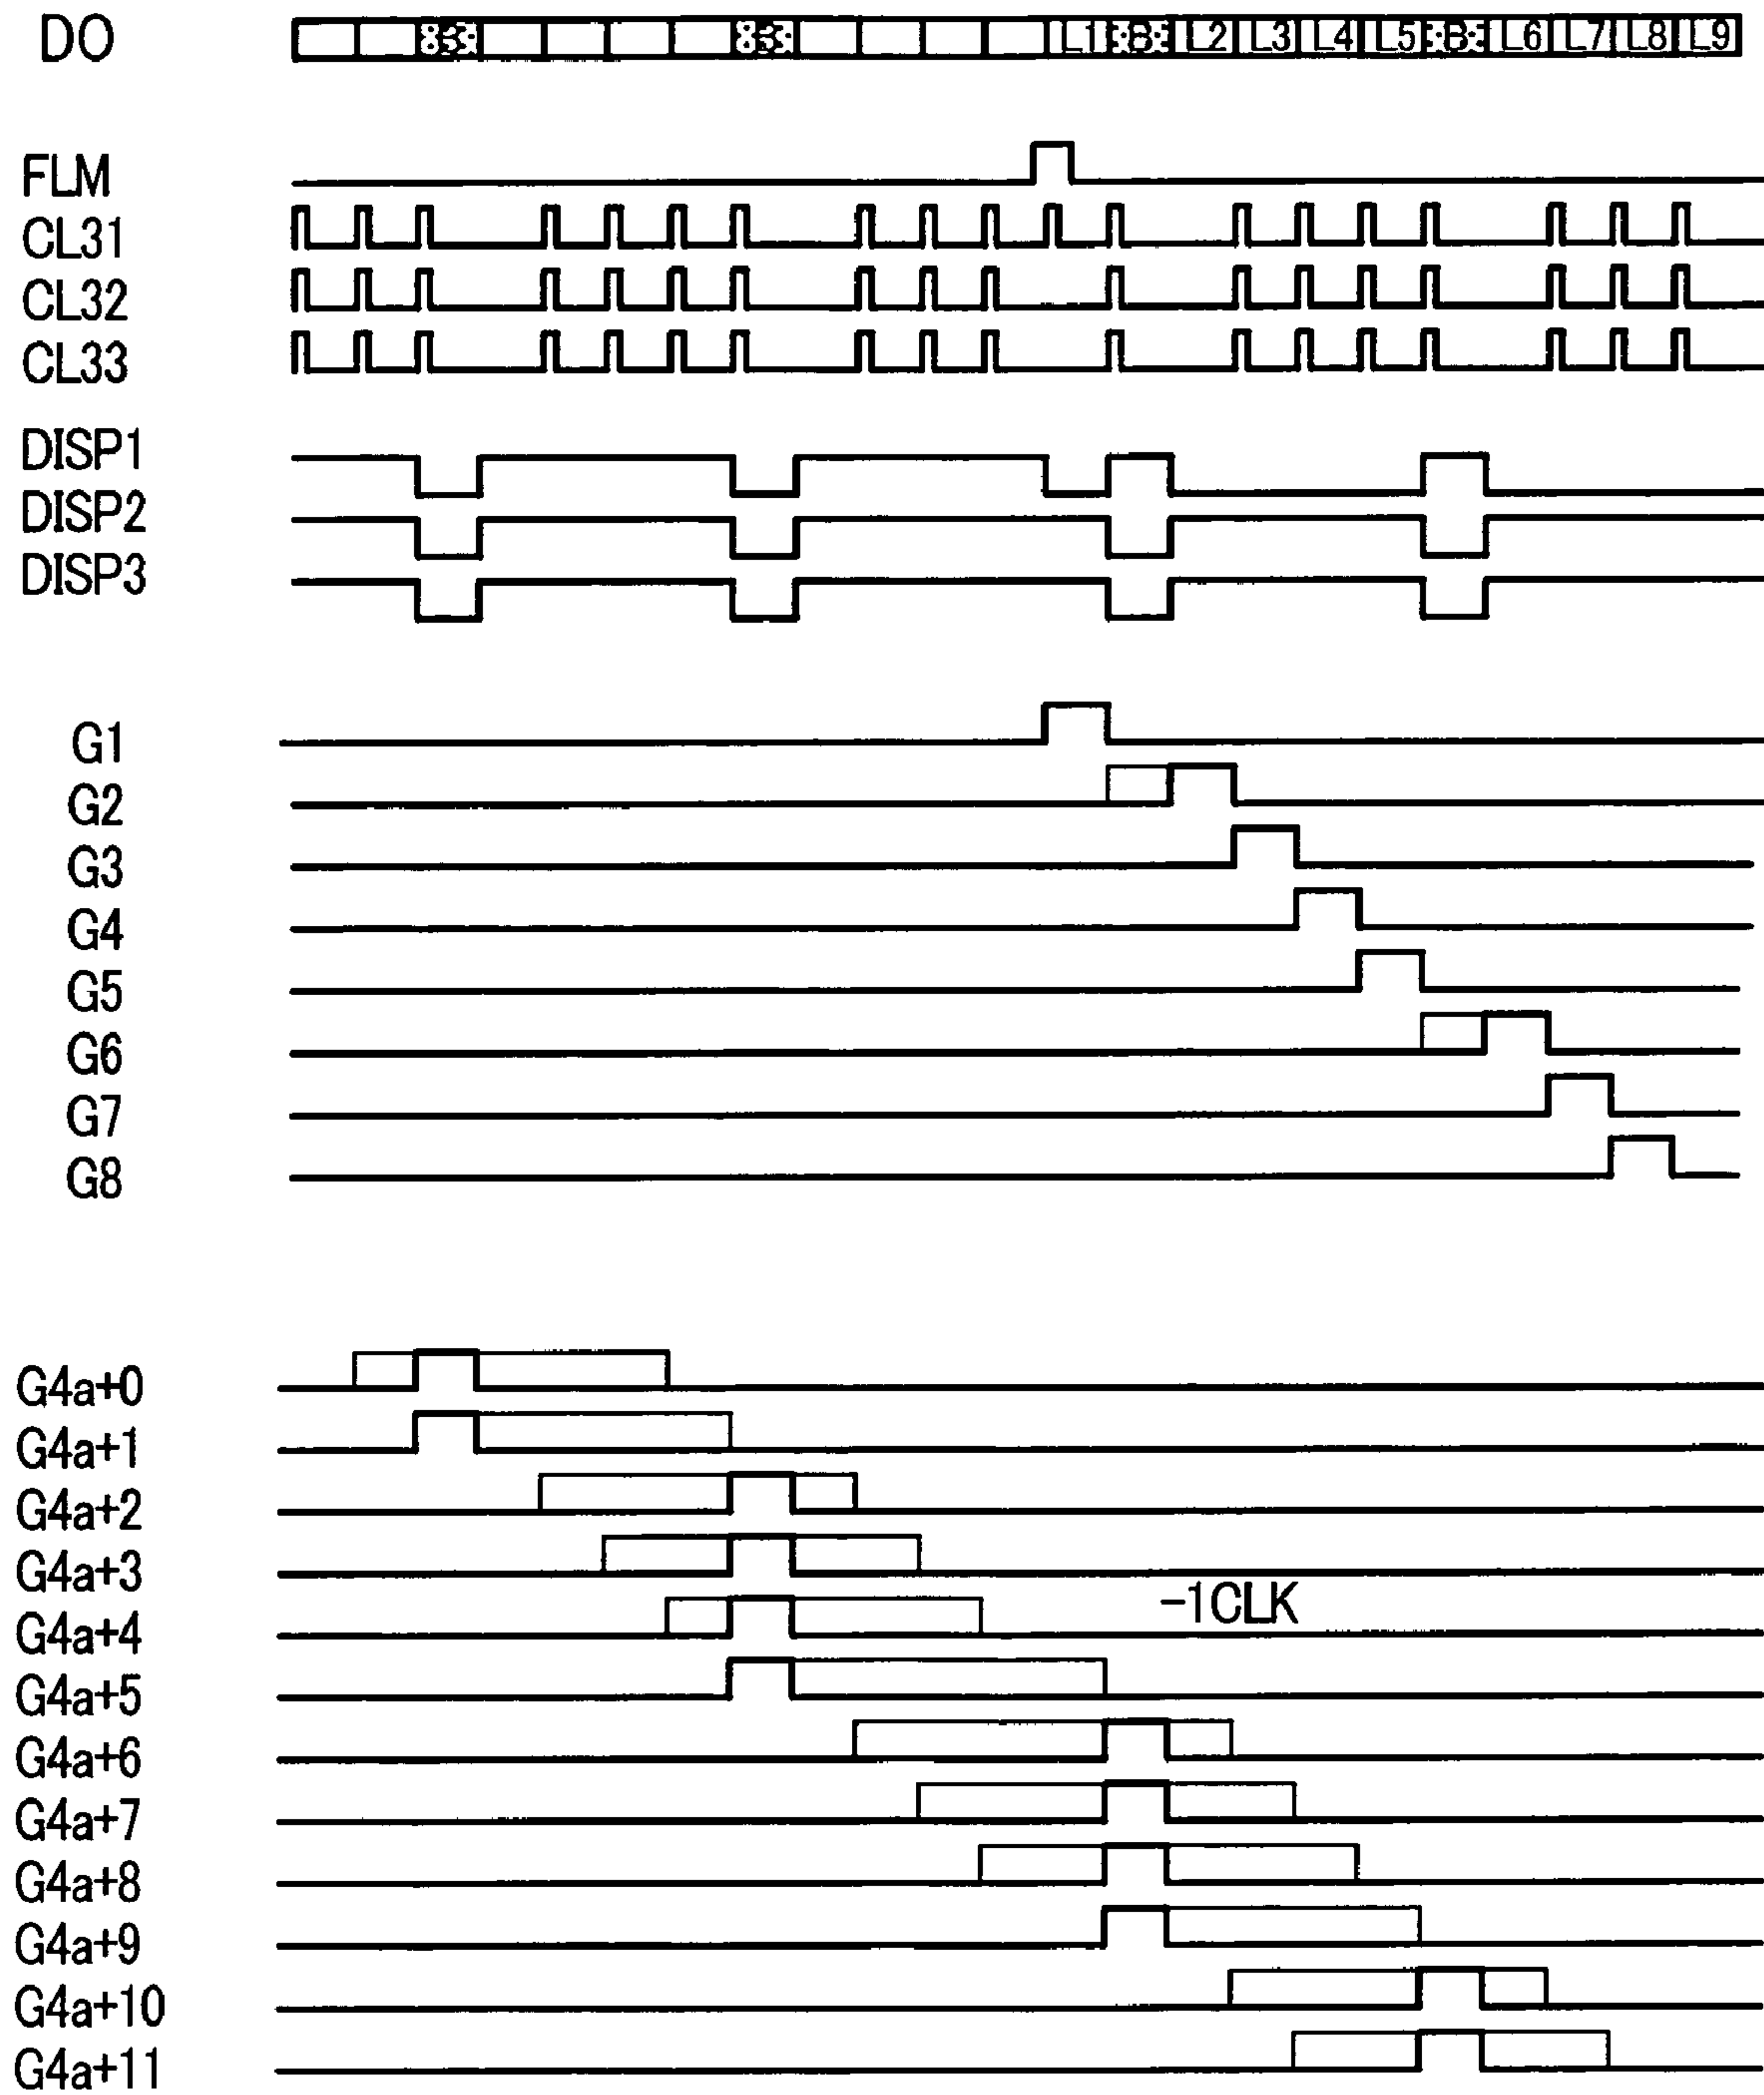 DO L1 B L2 L3 L4 L5 B L6 L7 L8 L9
FLM
CL31
CL32
CL33
DISP1
DISP2
DISP3
G1
G2
G3
G4
G5
G6
G7
G8
G4a+0
G4a+1
G4a+2
G4a+3
-1CLK
G4a+4
G4a+5
G4a+6
G4a+7
G4a+8
G4a+9
G4a+10
G4a+11